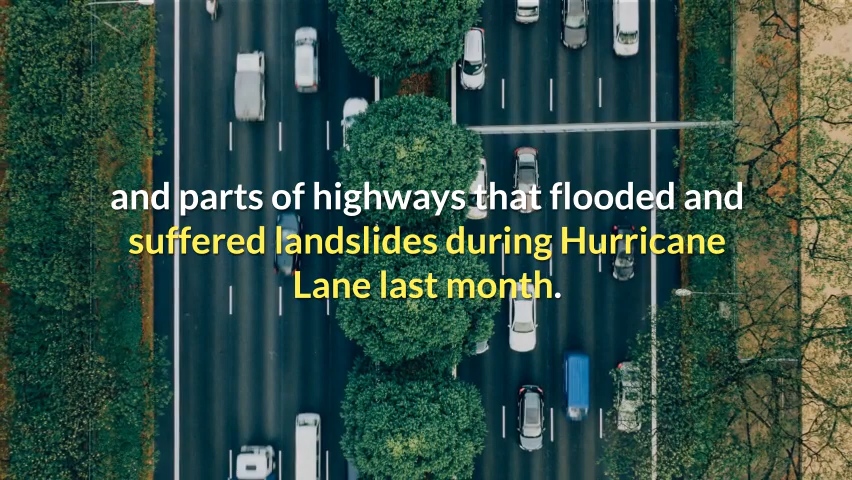 and parts of highways that flooded and
suffered landslides during Hurricane
Lane last month.